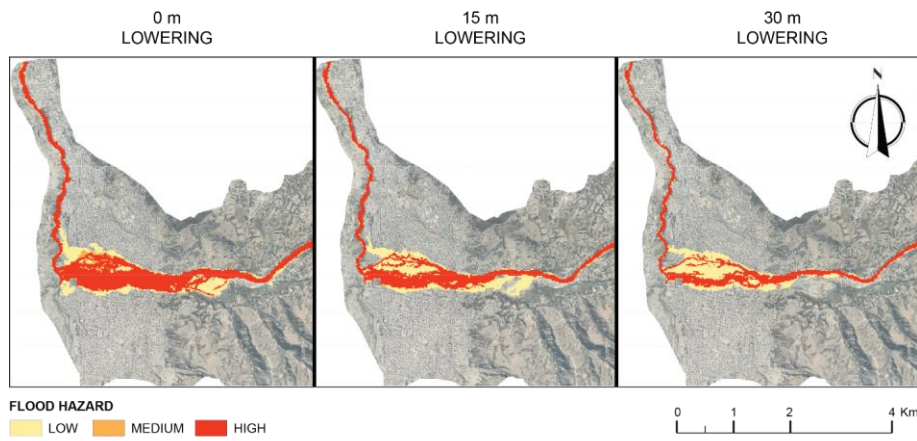 0 m
LOWERING
15 m
LOWERING
30 m
LOWERING
N
FLOOD HAZARD
LOW MEDIUM HIGH
0 1 2 4 Km